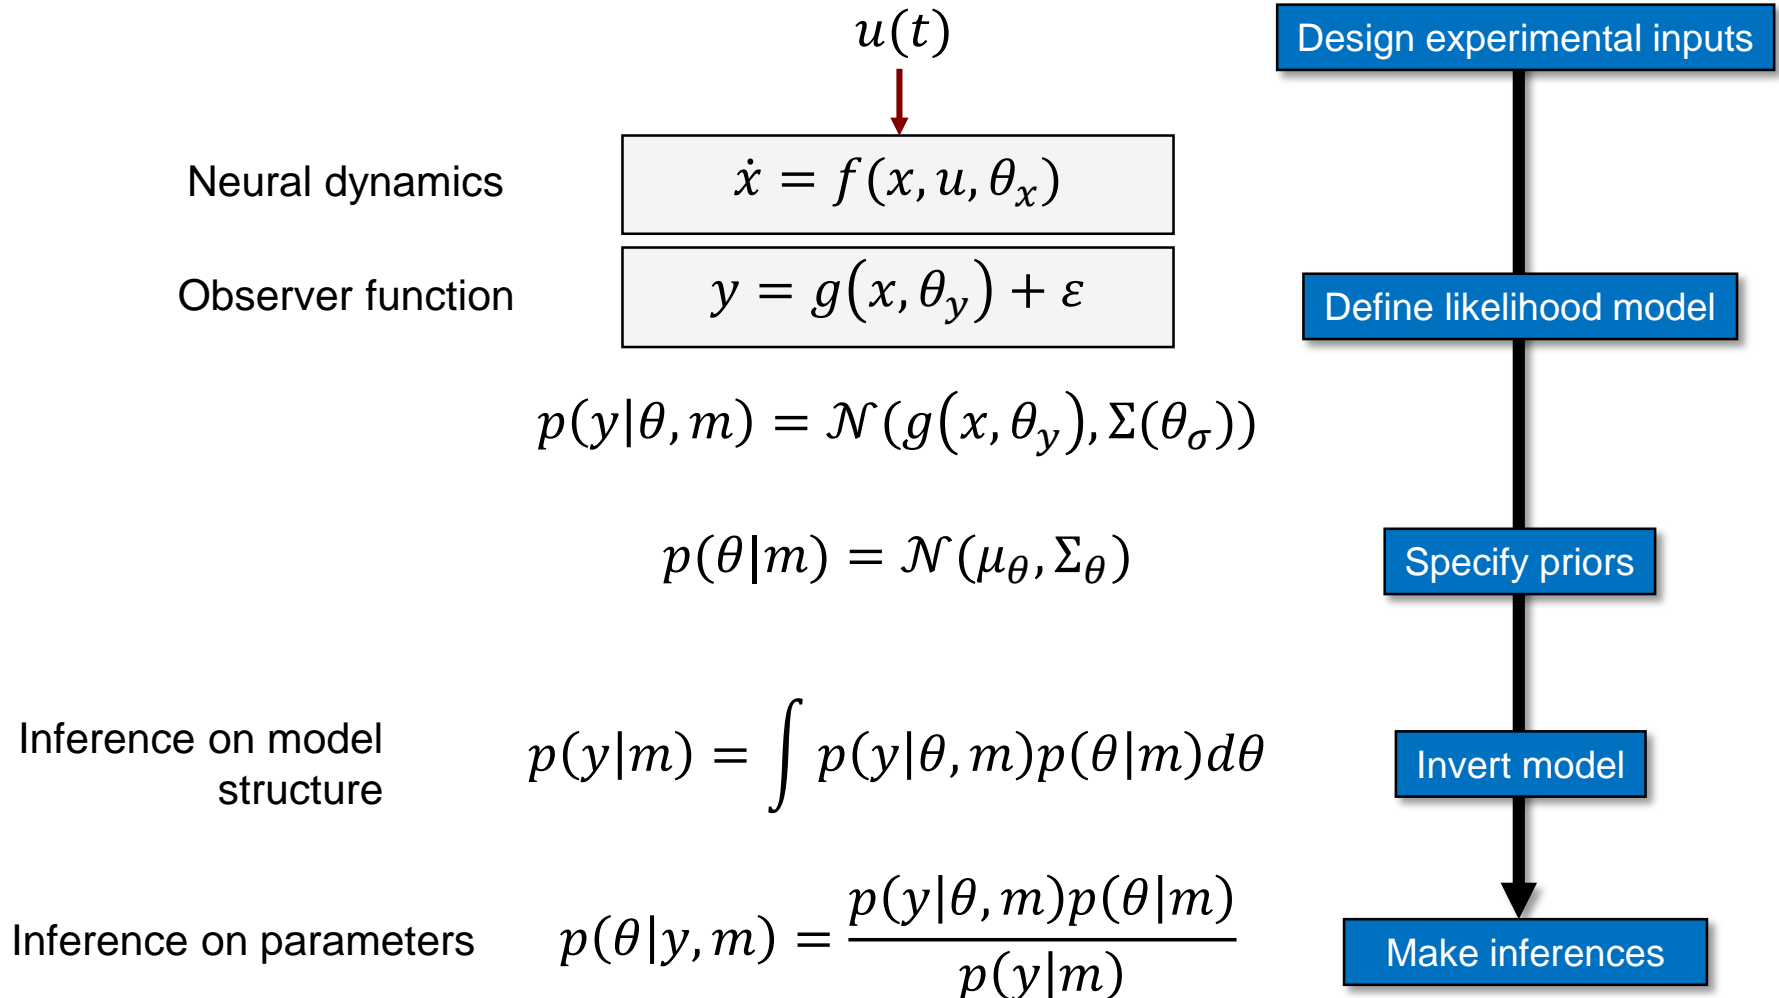 u(t)
Design experimental inputs
Neural dynamics
ẋ = f(x, u, θ_x)
Observer function
y = g(x, θ_y) + ε
Define likelihood model
p(y|θ, m) = 𝒩(g(x, θ_y), Σ(θ_σ))
p(θ|m) = 𝒩(μ_θ, Σ_θ)
Specify priors
Inference on model
structure
p(y|m) = ∫ p(y|θ, m)p(θ|m)dθ
Invert model
Inference on parameters
p(θ|y, m) = p(y|θ, m)p(θ|m) / p(y|m)
Make inferences